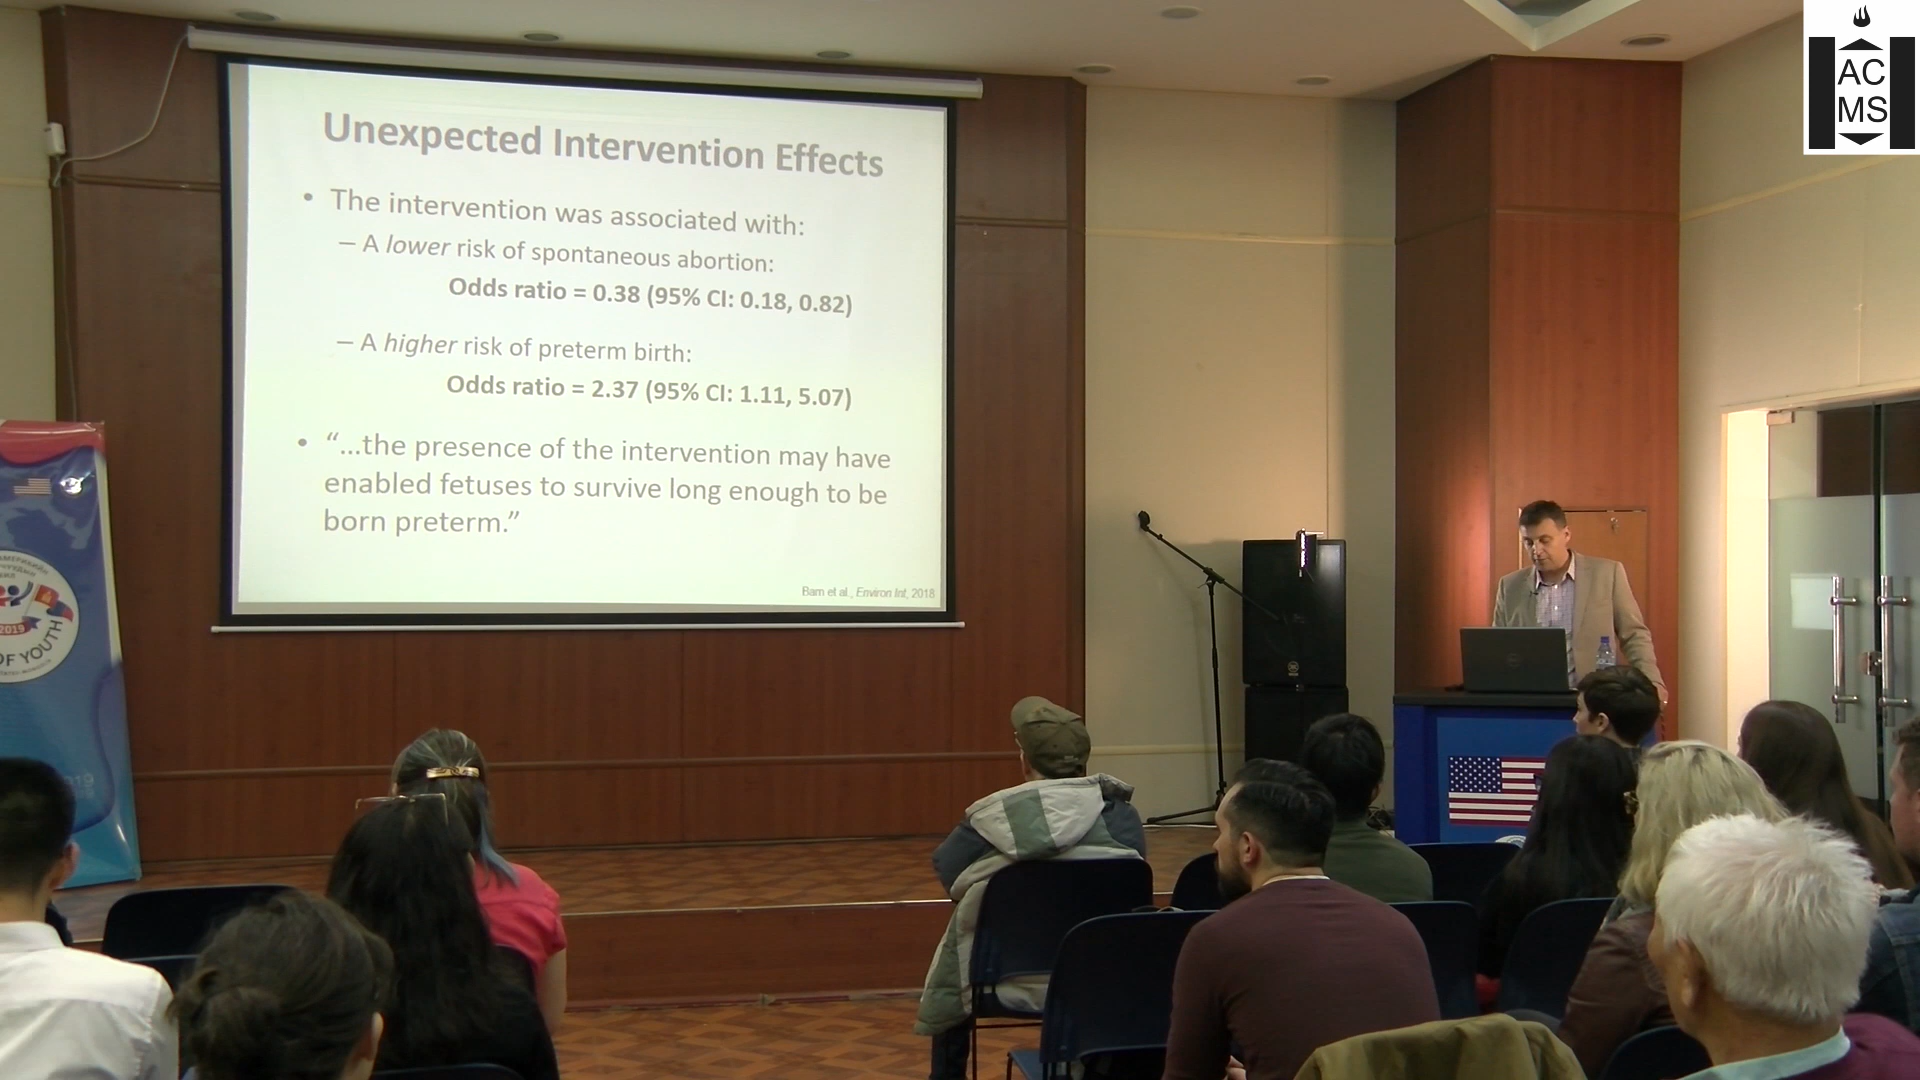 AC
MS
Unexpected Intervention Effects
• The intervention was associated with:
– A lower risk of spontaneous abortion:
Odds ratio = 0.38 (95% CI: 0.18, 0.82)
– A higher risk of preterm birth:
Odds ratio = 2.37 (95% CI: 1.11, 5.07)
• “...the presence of the intervention may have
enabled fetuses to survive long enough to be
born preterm.”
Barn et al., Environ Int, 2018
2019
OF YOUTH